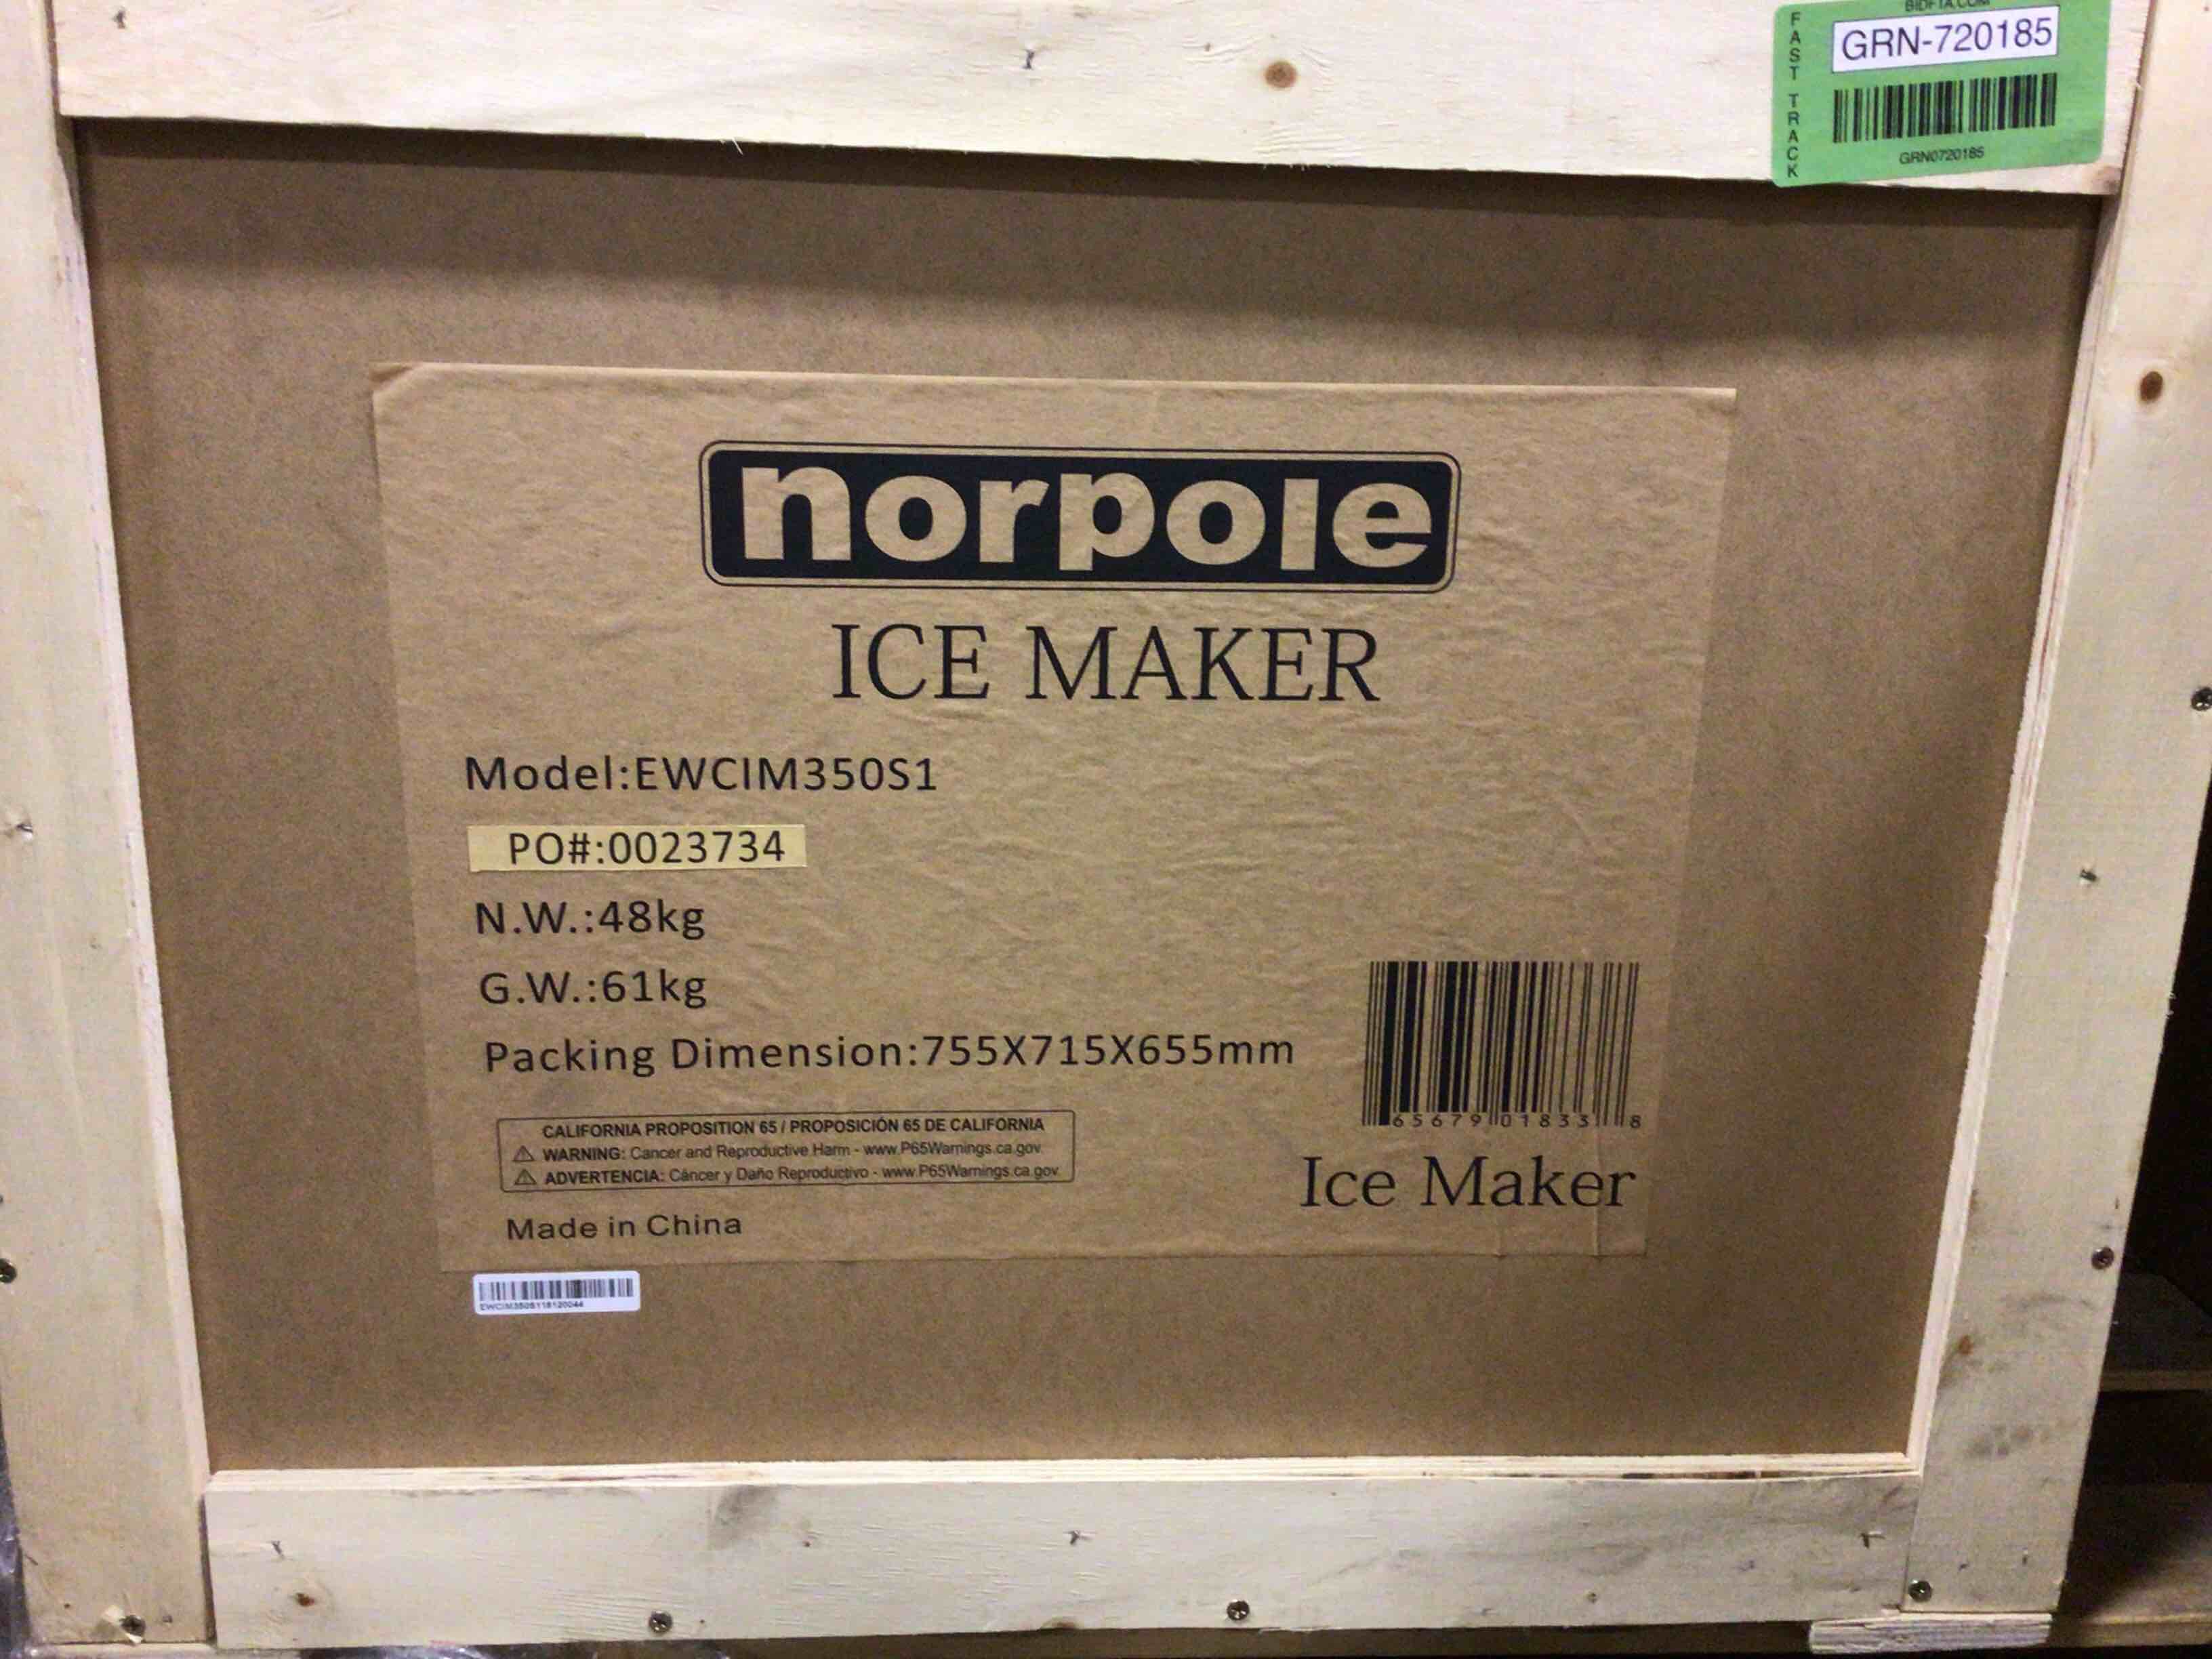 BIDFTA.COM
FAST TRACK
GRN-720185
GRN0720185
norpole
ICE MAKER
Model:EWCIM350S1
PO#:0023734
N.W.:48kg
G.W.:61kg
Packing Dimension:755X715X655mm
6 5 6 7 9 0 1 8 3 3 8
CALIFORNIA PROPOSITION 65 / PROPOSICIÓN 65 DE CALIFORNIA
WARNING: Cancer and Reproductive Harm - www.P65Warnings.ca.gov.
ADVERTENCIA: Cáncer y Daño Reproductivo - www.P65Warnings.ca.gov.
Ice Maker
Made in China
EWCIM350S118120044